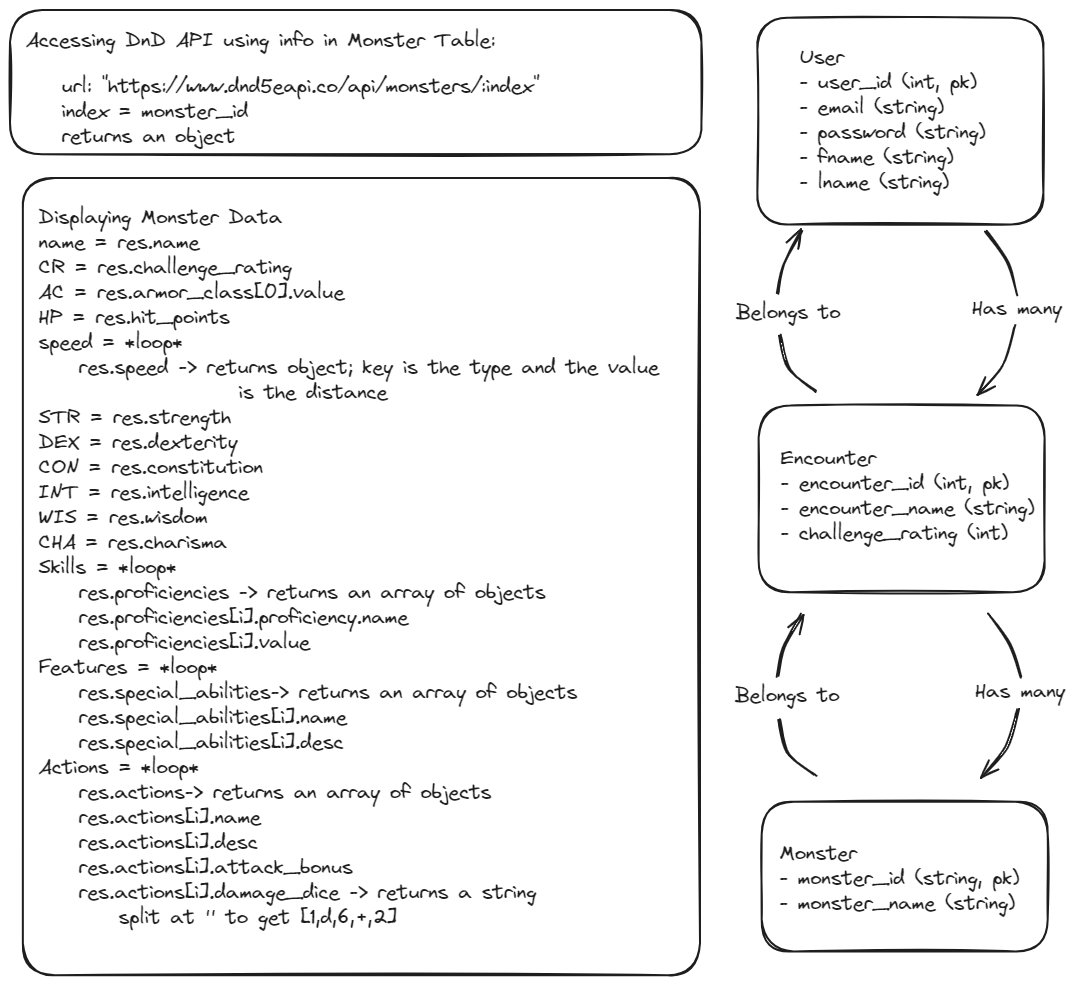 Accessing DnD API using info in Monster Table:
url: "https://www.dnd5eapi.co/api/monsters/:index"
index = monster_id
returns an object
Displaying Monster Data
name = res.name
CR = res.challenge_rating
AC = res.armor_class[0].value
HP = res.hit_points
speed = *loop*
res.speed -> returns object; key is the type and the value
is the distance
STR = res.strength
DEX = res.dexterity
CON = res.constitution
INT = res.intelligence
WIS = res.wisdom
CHA = res.charisma
Skills = *loop*
res.proficiencies -> returns an array of objects
res.proficiencies[i].proficiency.name
res.proficiencies[i].value
Features = *loop*
res.special_abilities-> returns an array of objects
res.special_abilities[i].name
res.special_abilities[i].desc
Actions = *loop*
res.actions-> returns an array of objects
res.actions[i].name
res.actions[i].desc
res.actions[i].attack_bonus
res.actions[i].damage_dice -> returns a string
split at '' to get [1,d,6,+,2]
User
- user_id (int, pk)
- email (string)
- password (string)
- fname (string)
- lname (string)
Belongs to
Has many
Encounter
- encounter_id (int, pk)
- encounter_name (string)
- challenge_rating (int)
Belongs to
Has many
Monster
- monster_id (string, pk)
- monster_name (string)